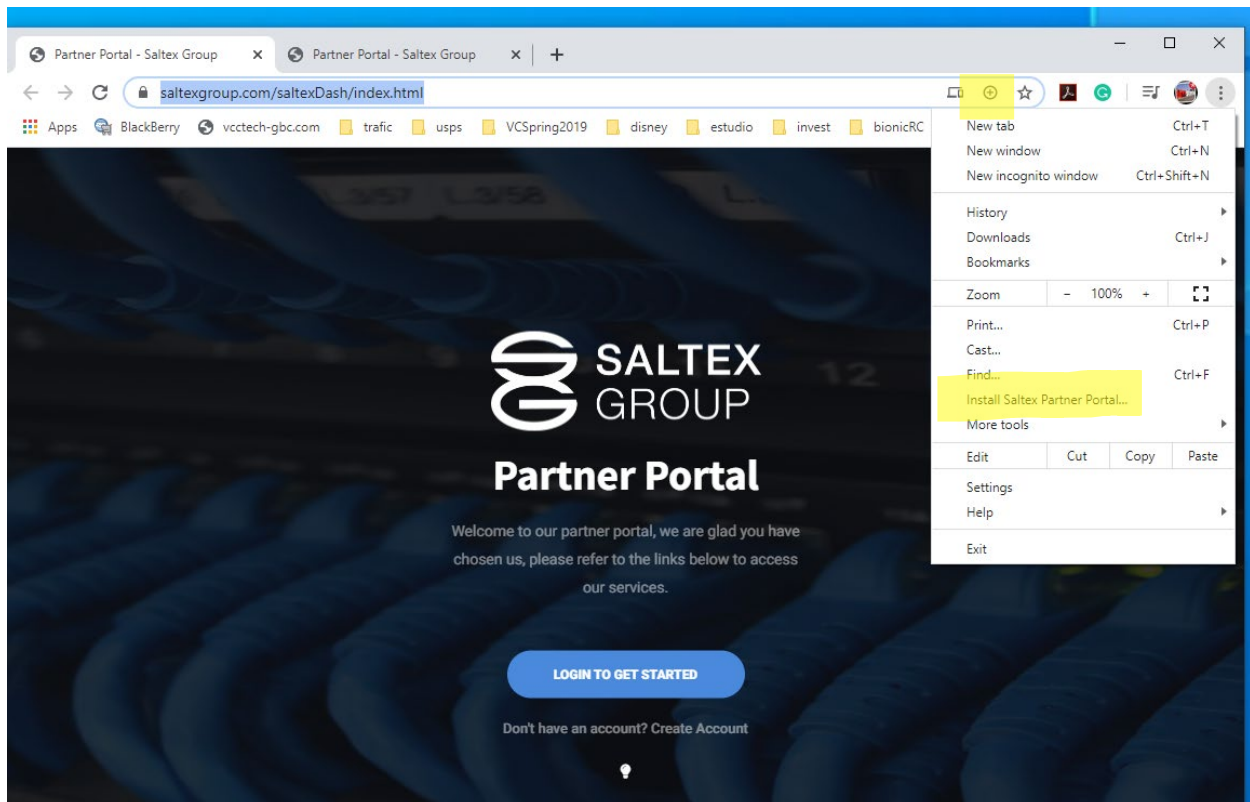 Partner Portal - Saltex Group
Partner Portal - Saltex Group
saltexgroup.com/saltexDash/index.html
Apps BlackBerry vcctech-gbc.com trafic usps VCSpring2019 disney estudio invest bionicRC
New tab Ctrl+T
New window Ctrl+N
New incognito window Ctrl+Shift+N
History
Downloads Ctrl+J
Bookmarks
Zoom - 100% +
Print... Ctrl+P
Cast...
Find... Ctrl+F
Install Saltex Partner Portal...
More tools
Edit Cut Copy Paste
Settings
Help
Exit
L.3/57 L.3/58
12
SALTEX
GROUP
Partner Portal
Welcome to our partner portal, we are glad you have
chosen us, please refer to the links below to access
our services.
LOGIN TO GET STARTED
Don't have an account? Create Account